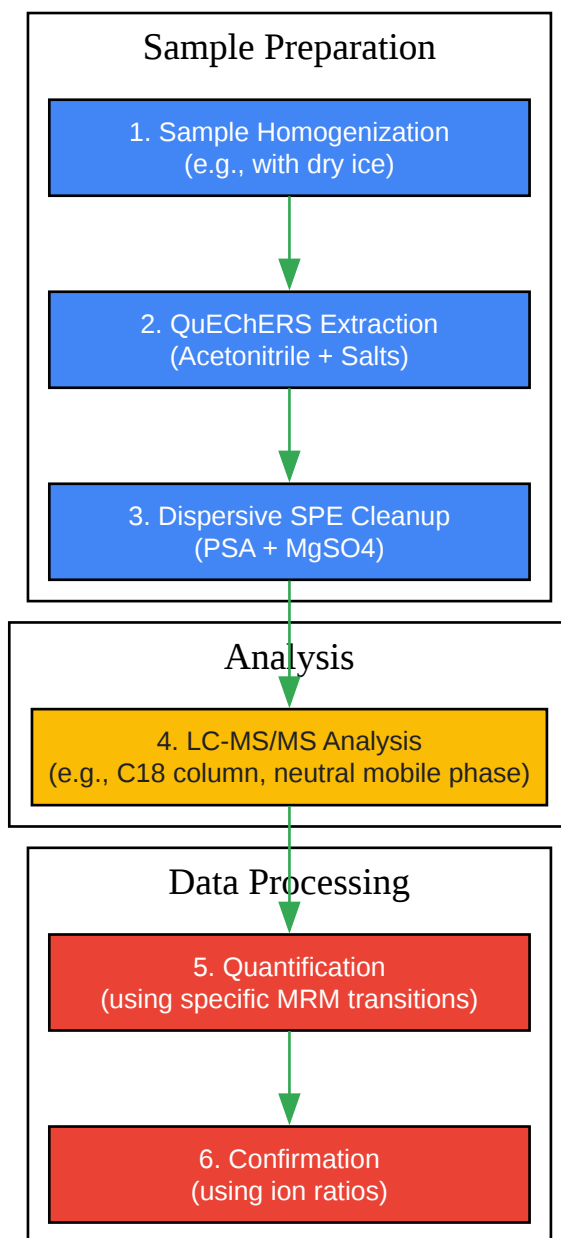 Sample Preparation
1. Sample Homogenization
(e.g., with dry ice)
2. QuEChERS Extraction
(Acetonitrile + Salts)
3. Dispersive SPE Cleanup
(PSA + MgSO4)
Analysis
4. LC-MS/MS Analysis
(e.g., C18 column, neutral mobile phase)
Data Processing
5. Quantification
(using specific MRM transitions)
6. Confirmation
(using ion ratios)